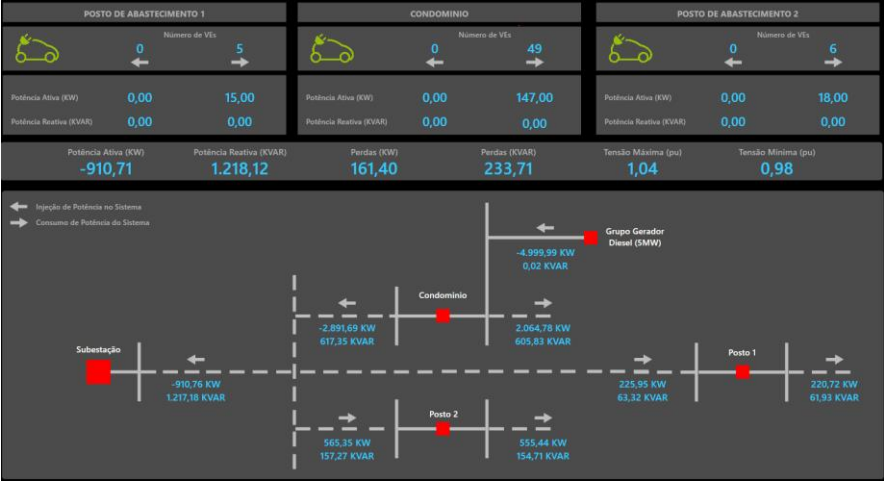 POSTO DE ABASTECIMENTO 1
Número de VEs
0 5
Potência Ativa (KW) 0,00 15,00
Potência Reativa (KVAR) 0,00 0,00
CONDOMINIO
Número de VEs
0 49
Potência Ativa (KW) 0,00 147,00
Potência Reativa (KVAR) 0,00 0,00
POSTO DE ABASTECIMENTO 2
Número de VEs
0 6
Potência Ativa (KW) 0,00 18,00
Potência Reativa (KVAR) 0,00 0,00
Potência Ativa (KW) Potência Reativa (KVAR) Perdas (KW) Perdas (KVAR) Tensão Máxima (pu) Tensão Mínima (pu)
-910,71 1.218,12 161,40 233,71 1,04 0,98
Injeção de Potência no Sistema
Consumo de Potência do Sistema
Grupo Gerador
Diesel (5MW)
-4.999,99 KW
0,02 KVAR
Condominio
-2.891,69 KW
617,35 KVAR
2.064,78 KW
605,83 KVAR
Subestação
-910,76 KW
1.217,18 KVAR
Posto 1
225,95 KW
63,32 KVAR
220,72 KW
61,93 KVAR
Posto 2
565,35 KW
157,27 KVAR
555,44 KW
154,71 KVAR